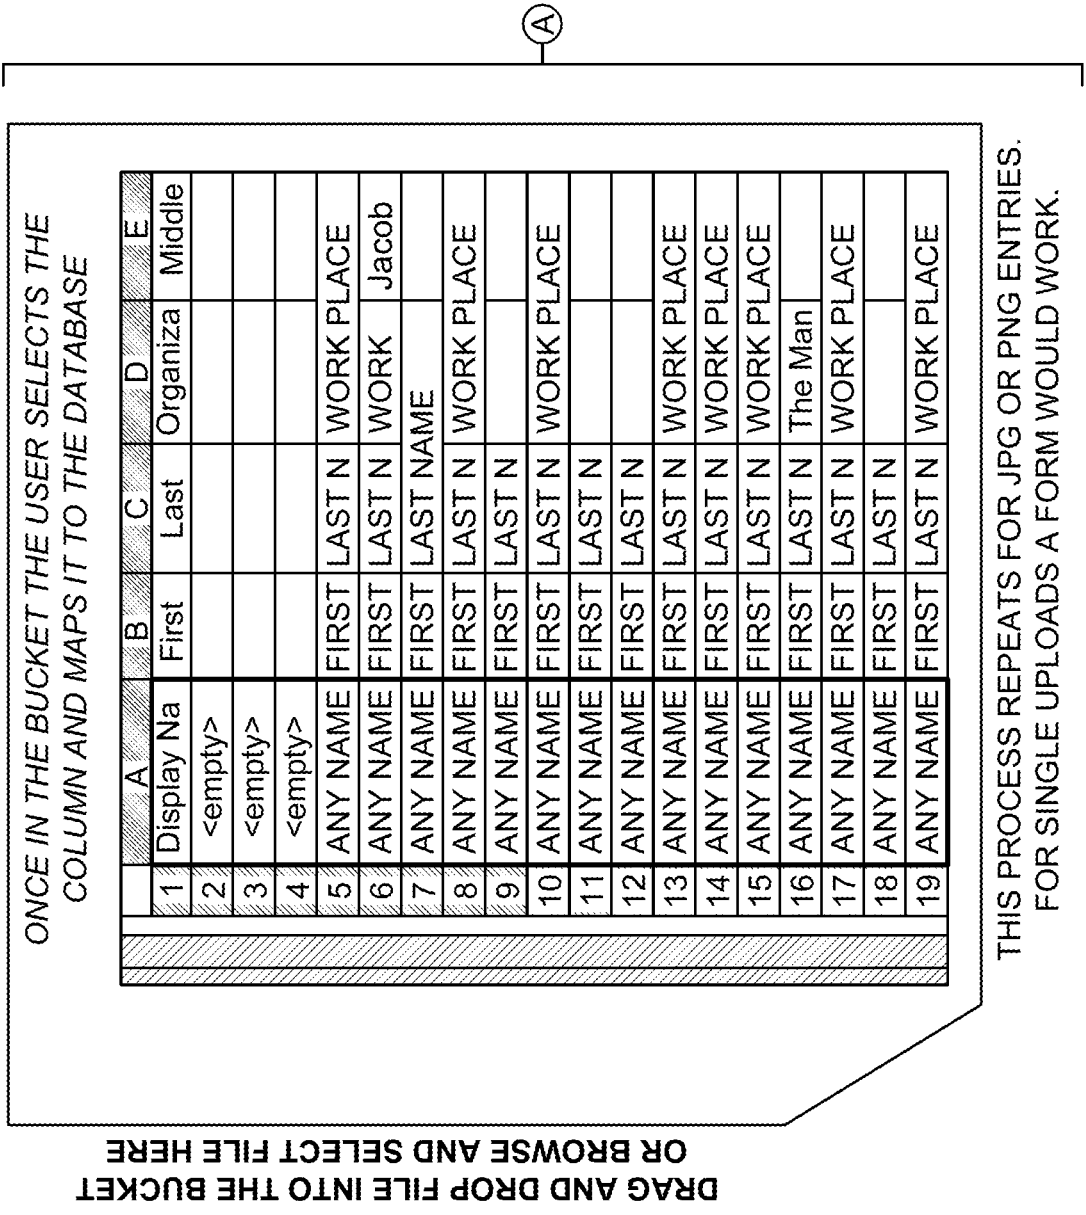 A
ONCE IN THE BUCKET THE USER SELECTS THE
COLUMN AND MAPS IT TO THE DATABASE
A B C D E
1 Display Na First Last Organiza Middle
2 <empty>
3 <empty>
4 <empty>
5 ANY NAME FIRST LAST N WORK PLACE
6 ANY NAME FIRST LAST N WORK Jacob
7 ANY NAME FIRST LAST NAME
8 ANY NAME FIRST LAST N WORK PLACE
9 ANY NAME FIRST LAST N
10 ANY NAME FIRST LAST N WORK PLACE
11 ANY NAME FIRST LAST N
12 ANY NAME FIRST LAST N
13 ANY NAME FIRST LAST N WORK PLACE
14 ANY NAME FIRST LAST N WORK PLACE
15 ANY NAME FIRST LAST N WORK PLACE
16 ANY NAME FIRST LAST N The Man
17 ANY NAME FIRST LAST N WORK PLACE
18 ANY NAME FIRST LAST N
19 ANY NAME FIRST LAST N WORK PLACE
THIS PROCESS REPEATS FOR JPG OR PNG ENTRIES.
FOR SINGLE UPLOADS A FORM WOULD WORK.
DRAG AND DROP FILE INTO THE BUCKET
OR BROWSE AND SELECT FILE HERE